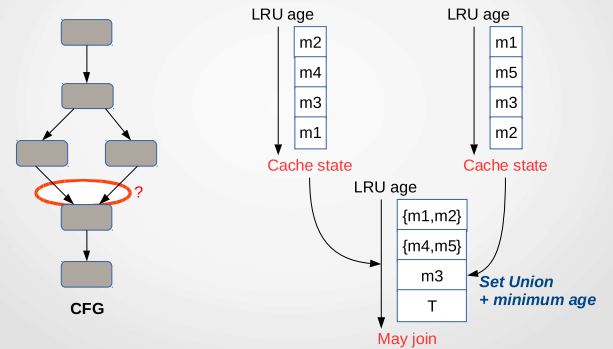 LRU age
m2
m4
m3
m1
Cache state
LRU age
m1
m5
m3
m2
Cache state
?
CFG
LRU age
{m1,m2}
{m4,m5}
m3
T
May join
Set Union
+ minimum age